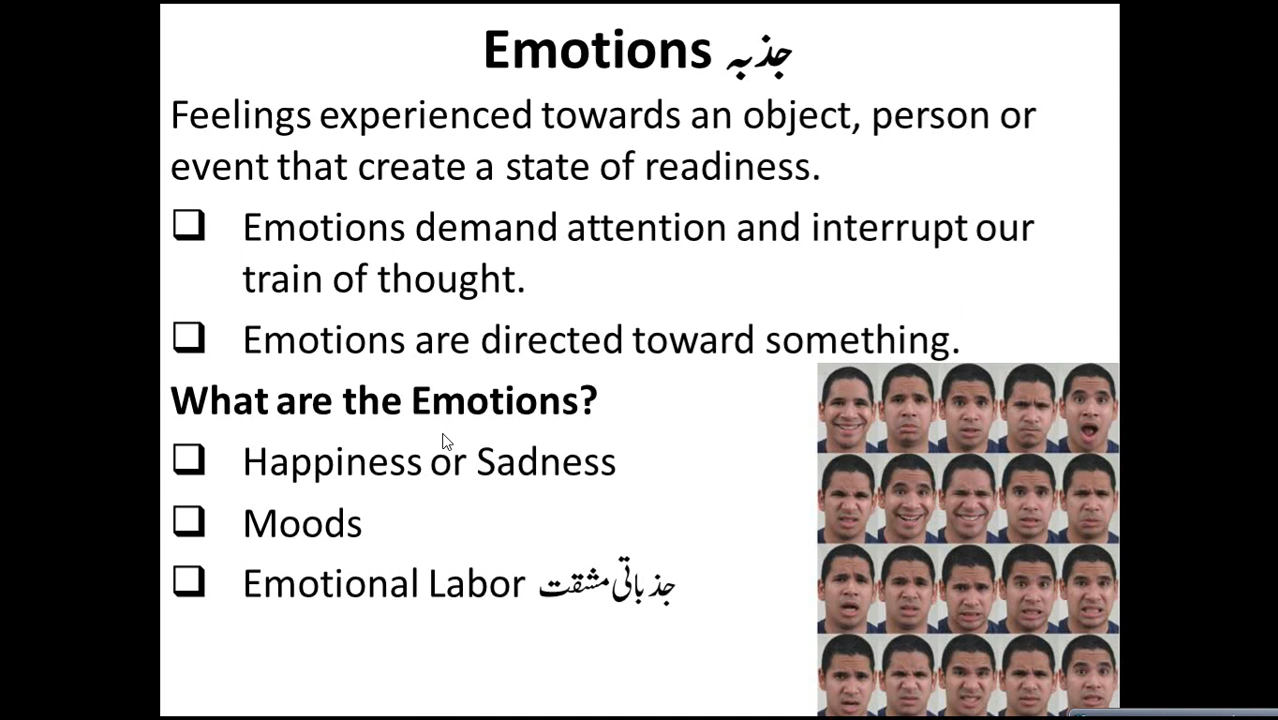 Emotions جذبہ
Feelings experienced towards an object, person or
event that create a state of readiness.
❑ Emotions demand attention and interrupt our
train of thought.
❑ Emotions are directed toward something.
What are the Emotions?
❑ Happiness or Sadness
❑ Moods
❑ Emotional Labor جذباتی مشقت